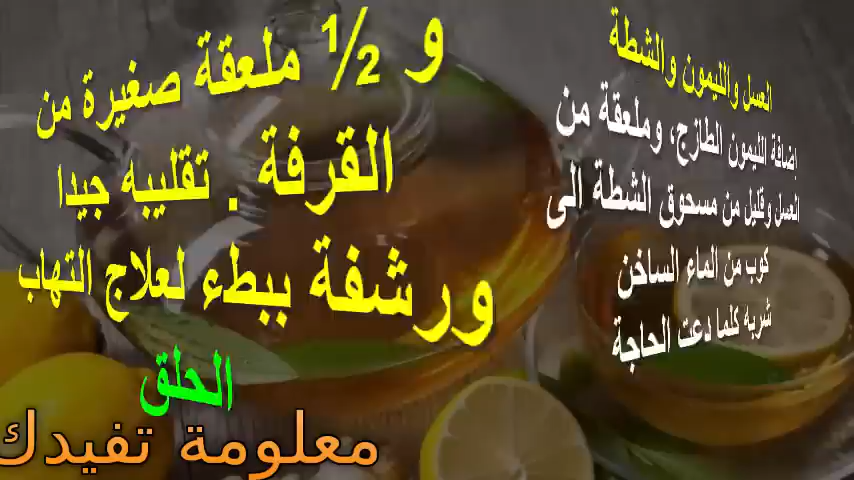 العسل والليمون والشطة
اضافة الليمون الطازج، وملعقة من
العسل وقليل من مسحوق الشطة الى
كوب من الماء الساخن
شربه كلما دعت الحاجة
و ½ ملعقة صغيرة من
القرفة . تقليبه جيدا
ورشفة ببطء لعلاج التهاب
الحلق
معلومة تفيدك